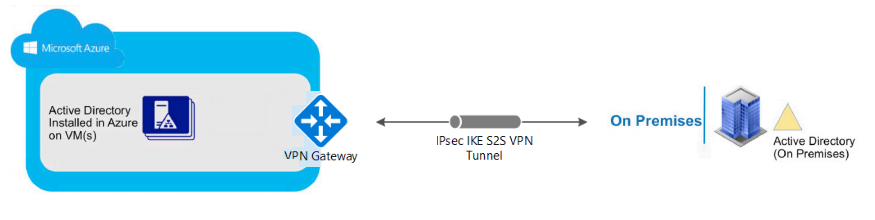 Microsoft Azure
Active Directory
Installed in Azure
on VM(s)
VPN Gateway
IPsec IKE S2S VPN
Tunnel
On Premises
Active Directory
(On Premises)